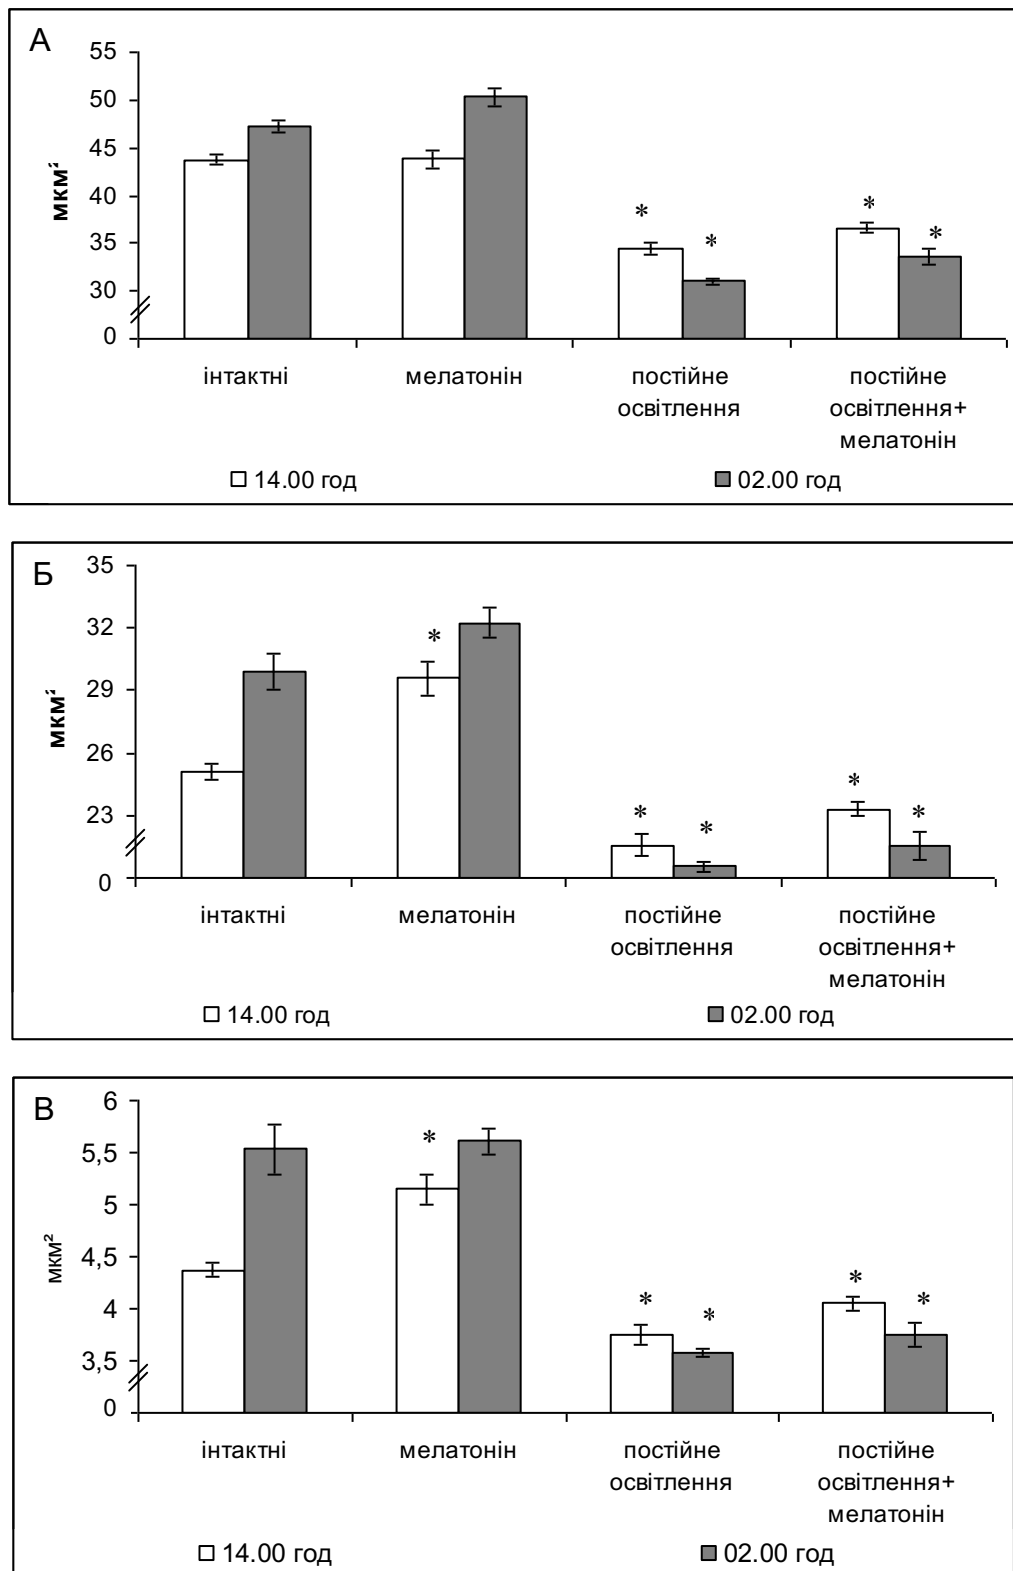 А
55
50
45
40
35
30
0
мкм²
* * * *
інтактні мелатонін постійне постійне
освітлення освітлення+
мелатонін
14.00 год 02.00 год
Б
35
32
29
26
23
0
мкм²
* * * * *
інтактні мелатонін постійне постійне
освітлення освітлення+
мелатонін
14.00 год 02.00 год
В
6
5,5
5
4,5
4
3,5
0
мкм²
* * * * *
інтактні мелатонін постійне постійне
освітлення освітлення+
мелатонін
14.00 год 02.00 год